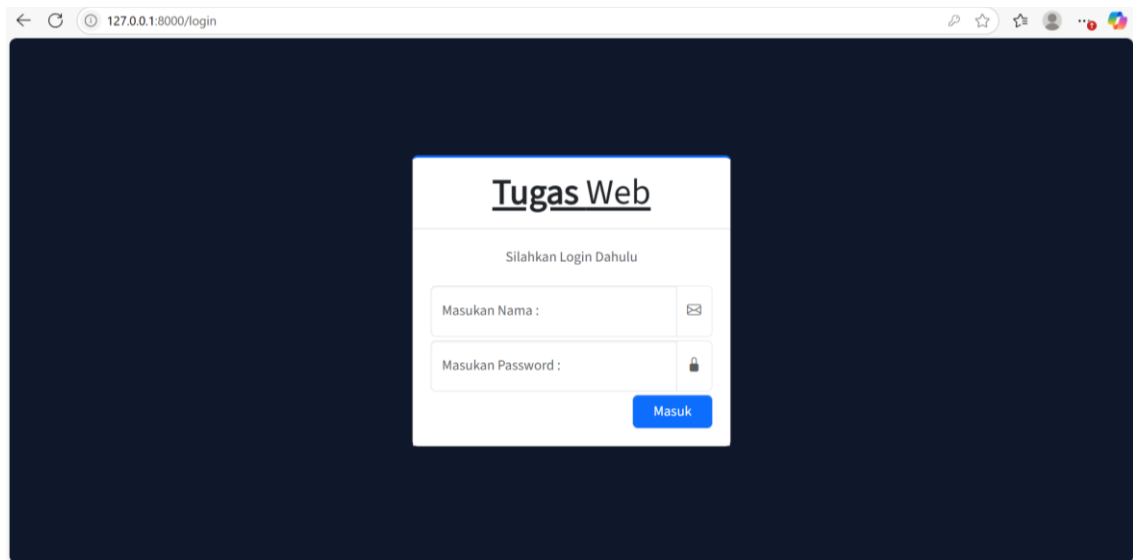 127.0.0.1:8000/login
Tugas Web
Silahkan Login Dahulu
Masukan Nama :
Masukan Password :
Masuk